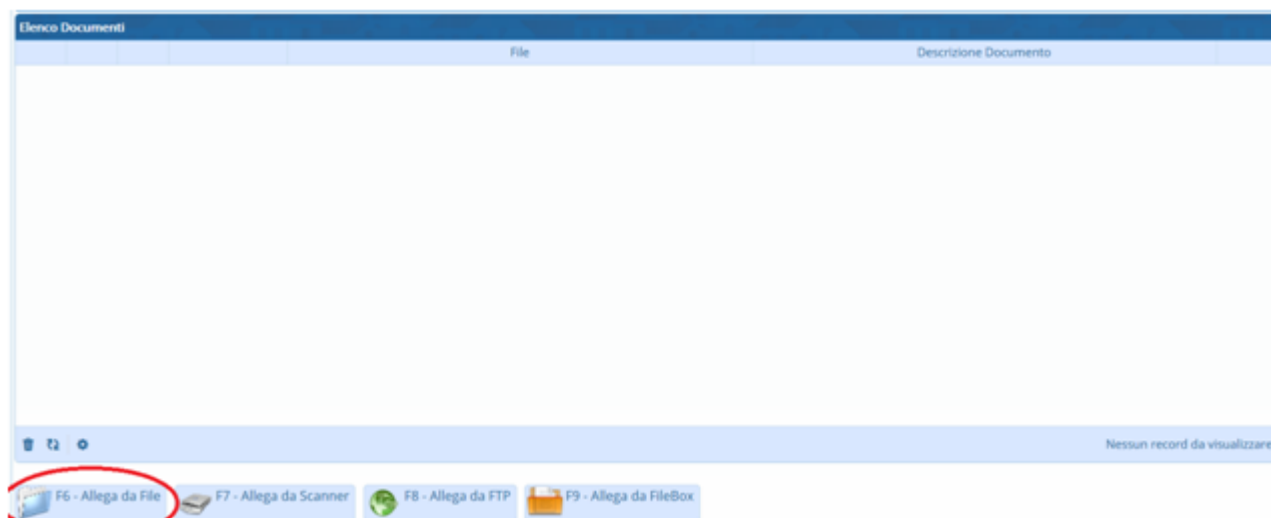 Elenco Documenti
File Descrizione Documento
Nessun record da visualizzare
F6 - Allega da File F7 - Allega da Scanner F8 - Allega da FTP F9 - Allega da FileBox